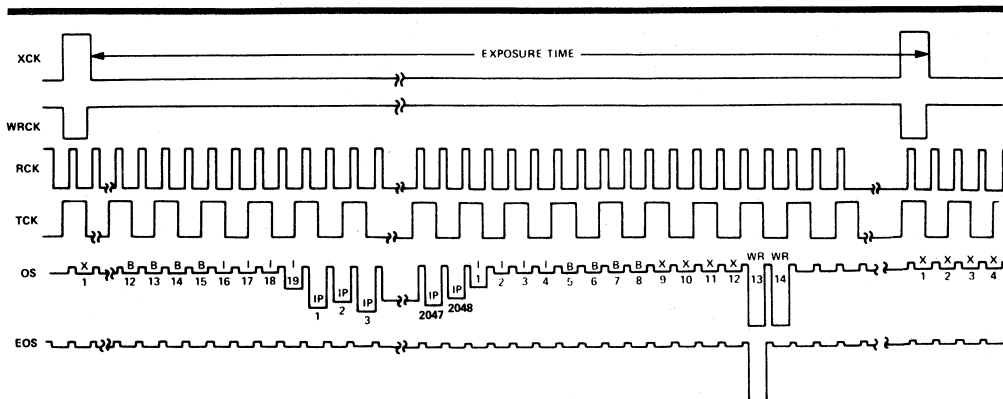 EXPOSURE TIME
XCK
WRCK
RCK
TCK
OS
X B B B B I I I I
1 12 13 14 15 16 17 18 19
IP IP IP
1 2 3
IP IP
2047 2048
I I I I B B B B X X X X WR WR
1 2 3 4 5 6 7 8 9 10 11 12 13 14
X X X X
1 2 3 4
EOS